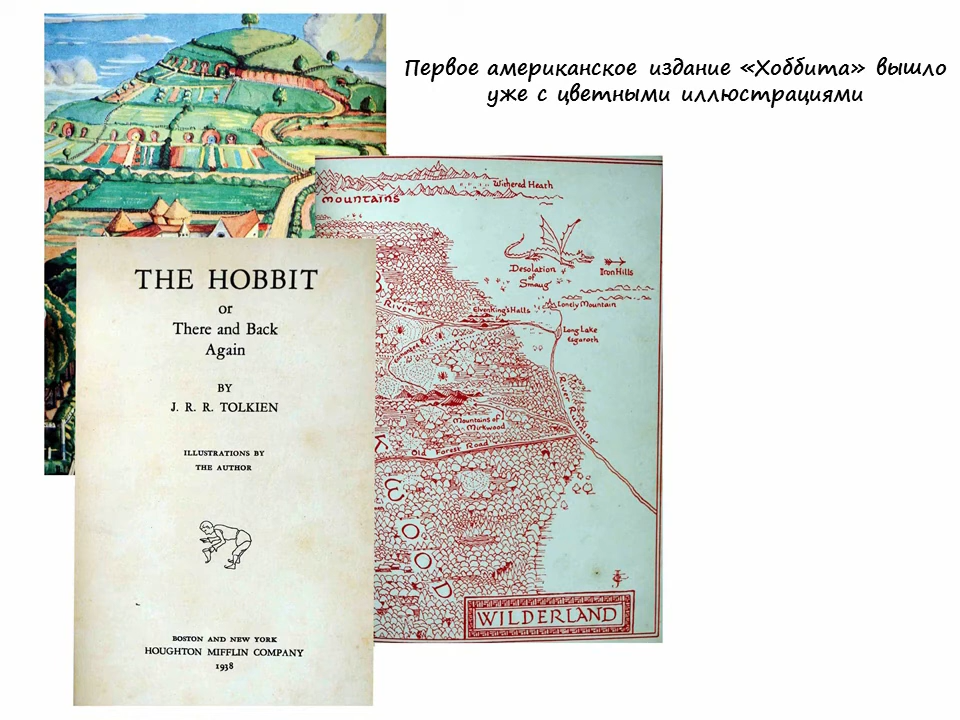 Первое американское издание «Хоббита» вышло
уже с цветными иллюстрациями
Withered Heath
MOUNTAINS
Desolation
of
Smaug
Iron Hills
Lonely Mountain
River
ElvenKing's Halls
Long Lake
Esgaroth
River Running
Mountains of
Mirkwood
Old Forest Road
O
O
D
WILDERLAND
THE HOBBIT
or
There and Back
Again
BY
J. R. R. TOLKIEN
ILLUSTRATIONS BY
THE AUTHOR
BOSTON AND NEW YORK
HOUGHTON MIFFLIN COMPANY
1938